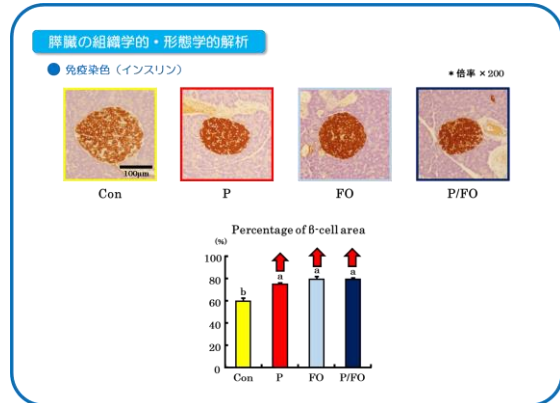 膵臓の組織学的・形態学的解析
● 免疫染色（インスリン）
＊倍率 ×200
100μm
Con P FO P/FO
Percentage of β-cell area
(%)
100
80
60
40
20
0
b a a a
Con P FO P/FO